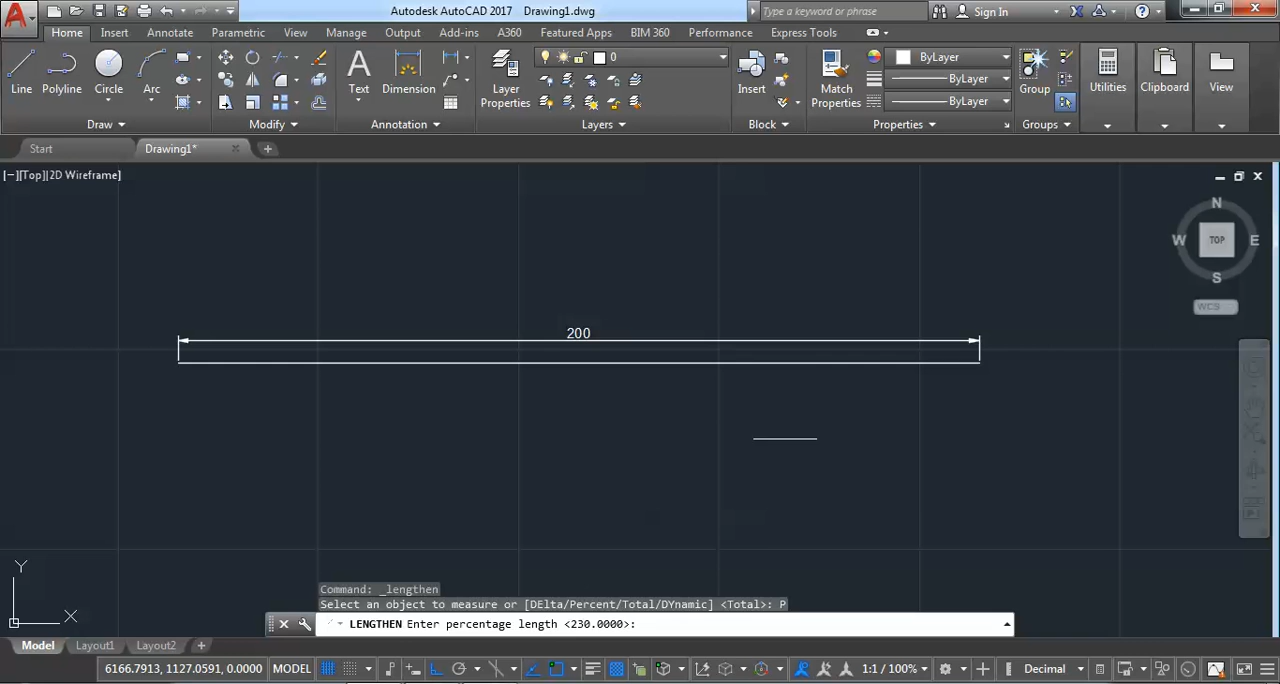 Autodesk AutoCAD 2017 Drawing1.dwg
Type a keyword or phrase
Sign In
Home Insert Annotate Parametric View Manage Output Add-ins A360 Featured Apps BIM 360 Performance Express Tools
Line Polyline Circle Arc
Text Dimension
Layer Properties
0
Insert
Match Properties
ByLayer
ByLayer
ByLayer
Group
Utilities
Clipboard
View
Draw Modify Annotation Layers Block Properties Groups
Start Drawing1*
[−][Top][2D Wireframe]
N
W TOP E
S
WCS
200
Y
X
Command: _lengthen
Select an object to measure or [DElta/Percent/Total/DYnamic] <Total>: P
LENGTHEN Enter percentage length <230.0000>:
Model Layout1 Layout2
6166.7913, 1127.0591, 0.0000 MODEL 1:1 / 100% Decimal